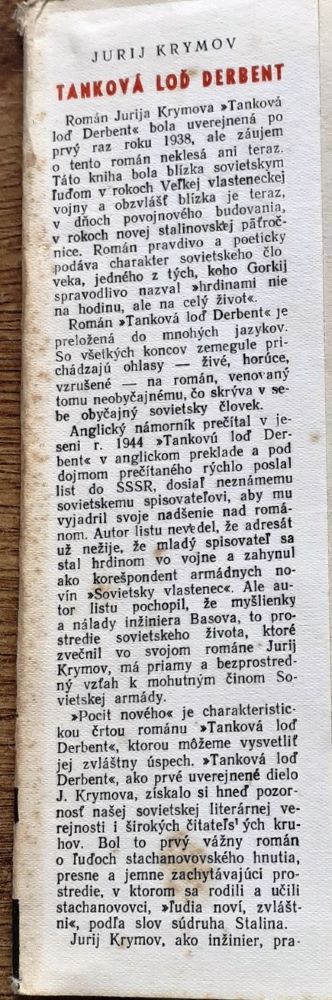 JURIJ KRYMOV
TANKOVÁ LOĎ DERBENT
Román Jurija Krymova »Tanková
loď Derbent« bola uverejnená po
prvý raz roku 1938, ale záujem
o tento román neklesá ani teraz.
Táto kniha bola blízka sovietskym
ľuďom v rokoch Veľkej vlasteneckej
vojny a obzvlášť blízka je teraz,
v dňoch povojnového budovania,
v rokoch novej stalinovskej päťroč-
nice. Román pravdivo a poeticky
podáva charakter sovietskeho člo
veka, jedného z tých, koho Gorkij
spravodlivo nazval »hrdinami nie
na hodinu, ale na celý život«.
Román »Tanková loď Derbent« je
preložená do mnohých jazykov.
So všetkých koncov zemegule pri-
chádzajú ohlasy — živé, horúce,
vzrušené — na román, venovaný
tomu neobyčajnému, čo skrýva v se-
be obyčajný sovietsky človek.
Anglický námorník prečítal v je-
seni r. 1944 »Tankovú loď Der-
bent« v anglickom preklade a pod
dojmom prečítaného rýchlo poslal
list do SSSR, dosiaľ neznámemu
sovietskemu spisovateľovi, aby mu
vyjadril svoje nadšenie nad romá-
nom. Autor listu nevedel, že adresát
už nežije, že mladý spisovateľ sa
stal hrdinom vo vojne a zahynul
ako korešpondent armádnych no-
vín »Sovietsky vlastenec«. Ale au-
tor listu pochopil, že myšlienky
a nálady inžiniera Basova, to pro-
stredie sovietskeho života, ktoré
zvečnil vo svojom románe Jurij
Krymov, má priamy a bezprostred-
ný vzťah k mohutným činom So-
vietskej armády.
»Pocit nového« je charakteristic-
kou črtou románu »Tanková loď
Derbent«, ktorou môžeme vysvetliť
jej zvláštny úspech. »Tanková loď
Derbent«, ako prvé uverejnené dielo
J. Krymova, získalo si hneď pozor-
nosť našej sovietskej literárnej ve-
rejnosti i širokých čitateľs ých kru-
hov. Bol to prvý vážny román
o ľuďoch stachanovovského hnutia,
presne a jemne zachytávajúci pro-
stredie, v ktorom sa rodili a učili
stachanovovci, »ľudia noví, zvlášt-
ni«, podľa slov súdruha Stalina.
Jurij Krymov, ako inžinier, pra-